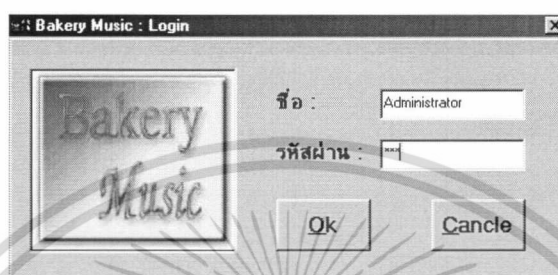 Bakery Music : Login
Bakery
Music
ชื่อ : Administrator
รหัสผ่าน : ***
Ok Cancle